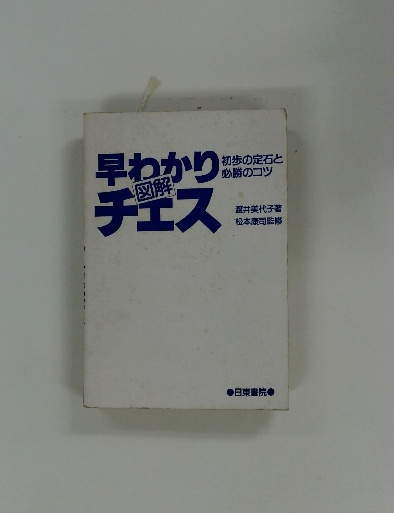 早わかり
図解
チェス
初歩の定石と
必勝のコツ
渡井美代子著
松本康司監修
●日東書院●